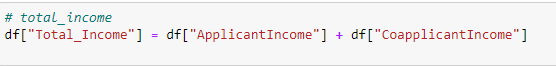 # total_income
df["Total_Income"] = df["ApplicantIncome"] + df["CoapplicantIncome"]